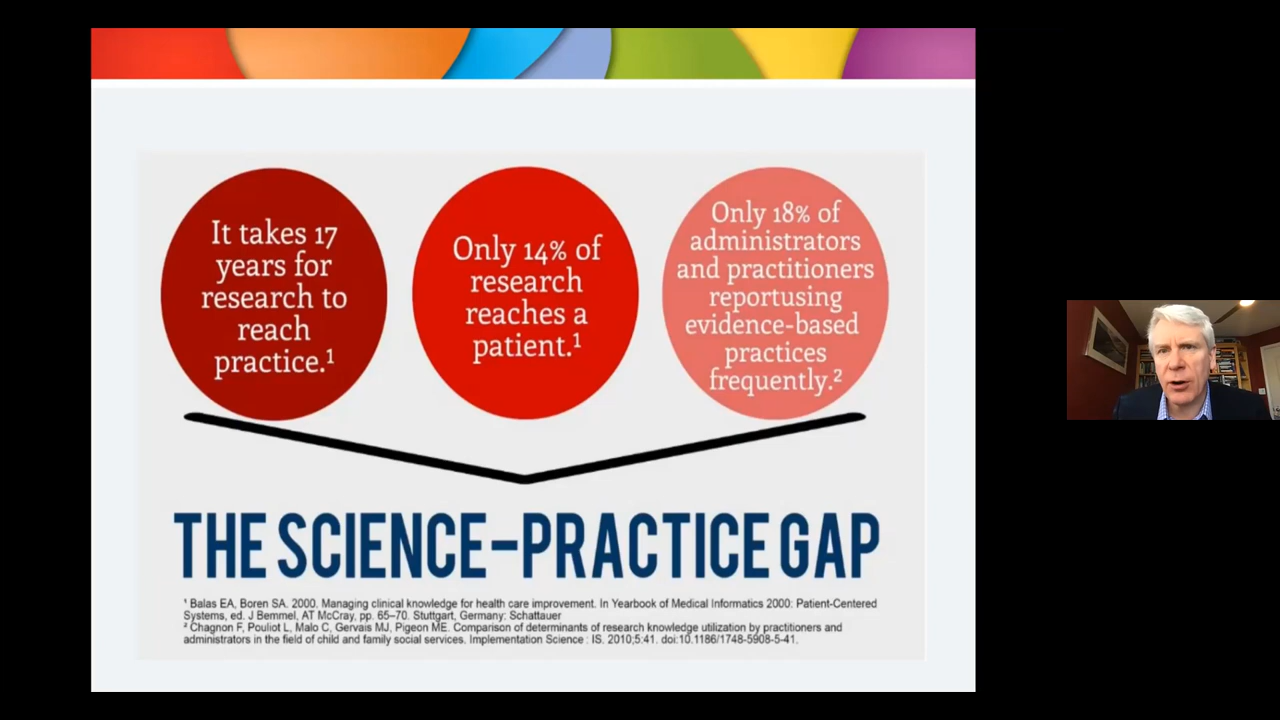 It takes 17
years for
research to
reach
practice.¹
Only 14% of
research
reaches a
patient.¹
Only 18% of
administrators
and practitioners
reportusing
evidence-based
practices
frequently.²
THE SCIENCE–PRACTICE GAP
¹ Balas EA, Boren SA. 2000. Managing clinical knowledge for health care improvement. In Yearbook of Medical Informatics 2000: Patient-Centered
Systems, ed. J Bemmel, AT McCray, pp. 65–70. Stuttgart, Germany: Schattauer
² Chagnon F, Pouliot L, Malo C, Gervais MJ, Pigeon ME. Comparison of determinants of research knowledge utilization by practitioners and
administrators in the field of child and family social services. Implementation Science : IS. 2010;5:41. doi:10.1186/1748-5908-5-41.